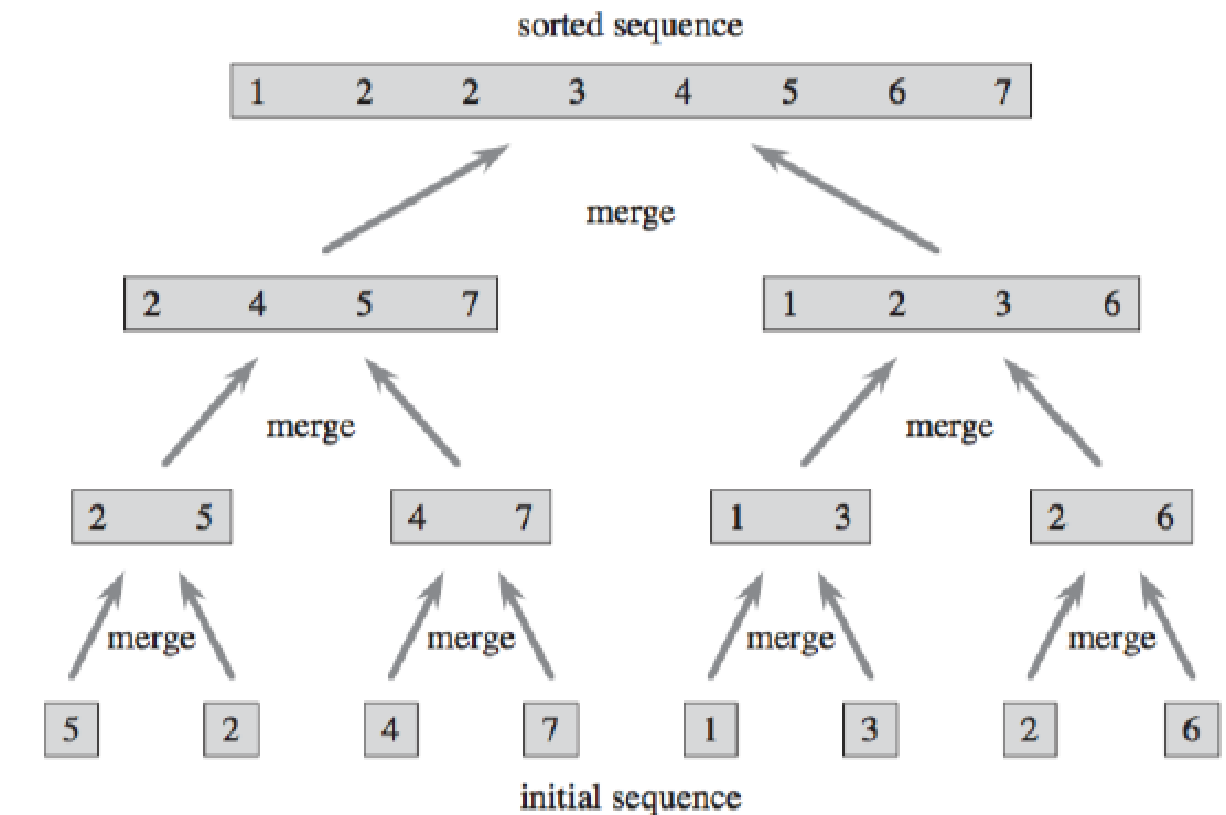 sorted sequence
1 2 2 3 4 5 6 7
merge
2 4 5 7
1 2 3 6
merge
merge
2 5
4 7
1 3
2 6
merge
merge
merge
merge
5
2
4
7
1
3
2
6
initial sequence